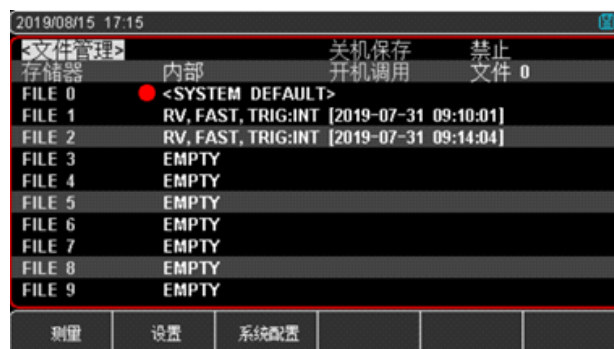 2019/08/15 17:15
<文件管理> 关机保存 禁止
存储器 内部 开机调用 文件 0
FILE 0 <SYSTEM DEFAULT>
FILE 1 RV, FAST, TRIG:INT [2019-07-31 09:10:01]
FILE 2 RV, FAST, TRIG:INT [2019-07-31 09:14:04]
FILE 3 EMPTY
FILE 4 EMPTY
FILE 5 EMPTY
FILE 6 EMPTY
FILE 7 EMPTY
FILE 8 EMPTY
FILE 9 EMPTY
测量 设置 系统配置